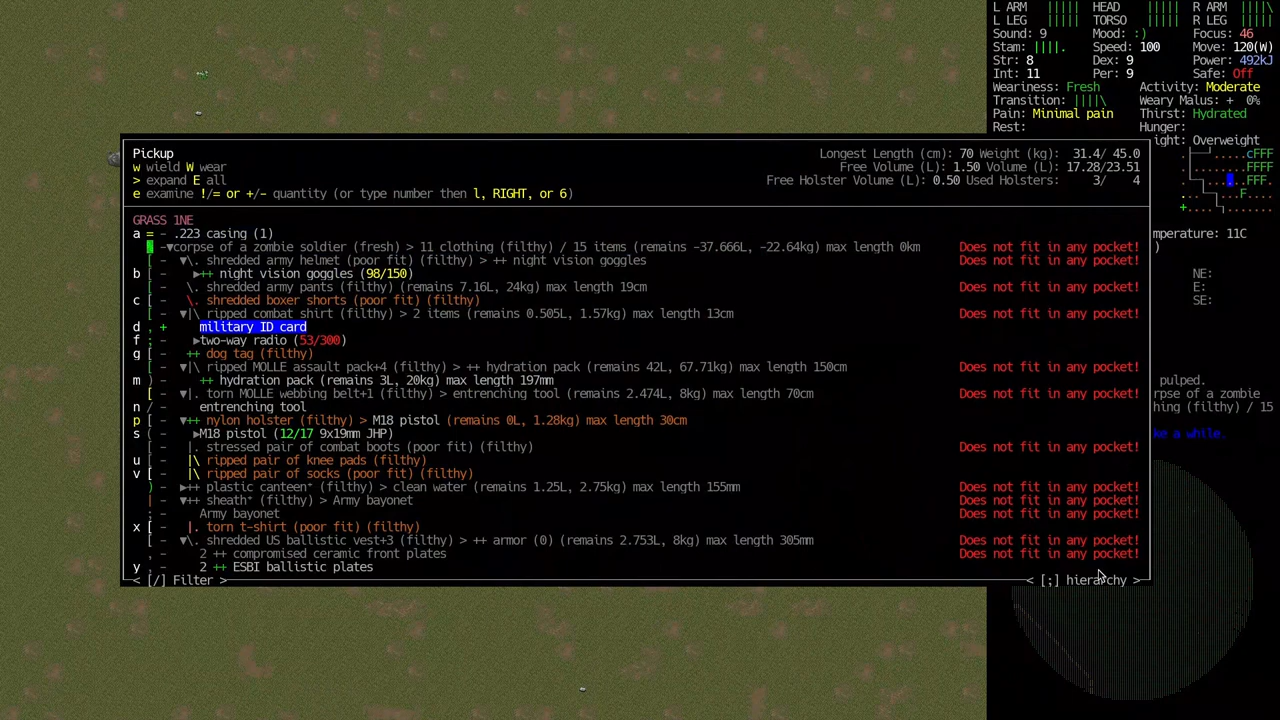 L ARM ||||| HEAD ||||| R ARM ||||\
L LEG ||||| TORSO ||||| R LEG |||||
Sound: 9 Mood: :) Focus: 46
Stam: ||||. Speed: 100 Move: 120(W)
Str: 8 Dex: 9 Power: 492kJ
Int: 11 Per: 9 Safe: Off
Weariness: Fresh Activity: Moderate
Transition: ||||\ Weary Malus: + 0%
Pain: Minimal pain Thirst: Hydrated
Rest: Hunger:
ight: Overweight
Pickup
w wield W wear
> expand E all
e examine !/= or +/- quantity (or type number then l, RIGHT, or 6)
Longest Length (cm): 70 Weight (kg): 31.4/ 45.0
Free Volume (L): 1.50 Volume (L): 17.28/23.51
Free Holster Volume (L): 0.50 Used Holsters: 3/ 4
GRASS 1NE
a = - .223 casing (1)
[ -▼corpse of a zombie soldier (fresh) > 11 clothing (filthy) / 15 items (remains -37.666L, -22.64kg) max length 0km Does not fit in any pocket!
[ - ▼\. shredded army helmet (poor fit) (filthy) > ++ night vision goggles Does not fit in any pocket!
b [ - ▶++ night vision goggles (98/150)
[ - \. shredded army pants (filthy) (remains 7.16L, 24kg) max length 19cm Does not fit in any pocket!
c [ - \. shredded boxer shorts (poor fit) (filthy)
[ - ▼|\ ripped combat shirt (filthy) > 2 items (remains 0.505L, 1.57kg) max length 13cm Does not fit in any pocket!
d , + military ID card
f ; - ▶two-way radio (53/300)
g [ - ++ dog tag (filthy)
[ - ▼|\ ripped MOLLE assault pack+4 (filthy) > ++ hydration pack (remains 42L, 67.71kg) max length 150cm Does not fit in any pocket!
m ) - ++ hydration pack (remains 3L, 20kg) max length 197mm
[ - ▼|. torn MOLLE webbing belt+1 (filthy) > entrenching tool (remains 2.474L, 8kg) max length 70cm Does not fit in any pocket!
n / - entrenching tool
p [ - ▼++ nylon holster (filthy) > M18 pistol (remains 0L, 1.28kg) max length 30cm
s ( - ▶M18 pistol (12/17 9x19mm JHP)
[ - |. stressed pair of combat boots (poor fit) (filthy) Does not fit in any pocket!
u [ - |\ ripped pair of knee pads (filthy)
v [ - |\ ripped pair of socks (poor fit) (filthy)
) - ▶++ plastic canteen* (filthy) > clean water (remains 1.25L, 2.75kg) max length 155mm Does not fit in any pocket!
| - ▼++ sheath* (filthy) > Army bayonet Does not fit in any pocket!
; - Army bayonet Does not fit in any pocket!
x [ - |. torn t-shirt (poor fit) (filthy)
[ - ▼\. shredded US ballistic vest+3 (filthy) > ++ armor (0) (remains 2.753L, 8kg) max length 305mm Does not fit in any pocket!
, - 2 ++ compromised ceramic front plates Does not fit in any pocket!
y , - 2 ++ ESBI ballistic plates
< [/] Filter > < [;] hierarchy >
mperature: 11C
)
NE:
E:
SE:
pulped.
rpse of a zombie
hing (filthy) / 15
ke a while.